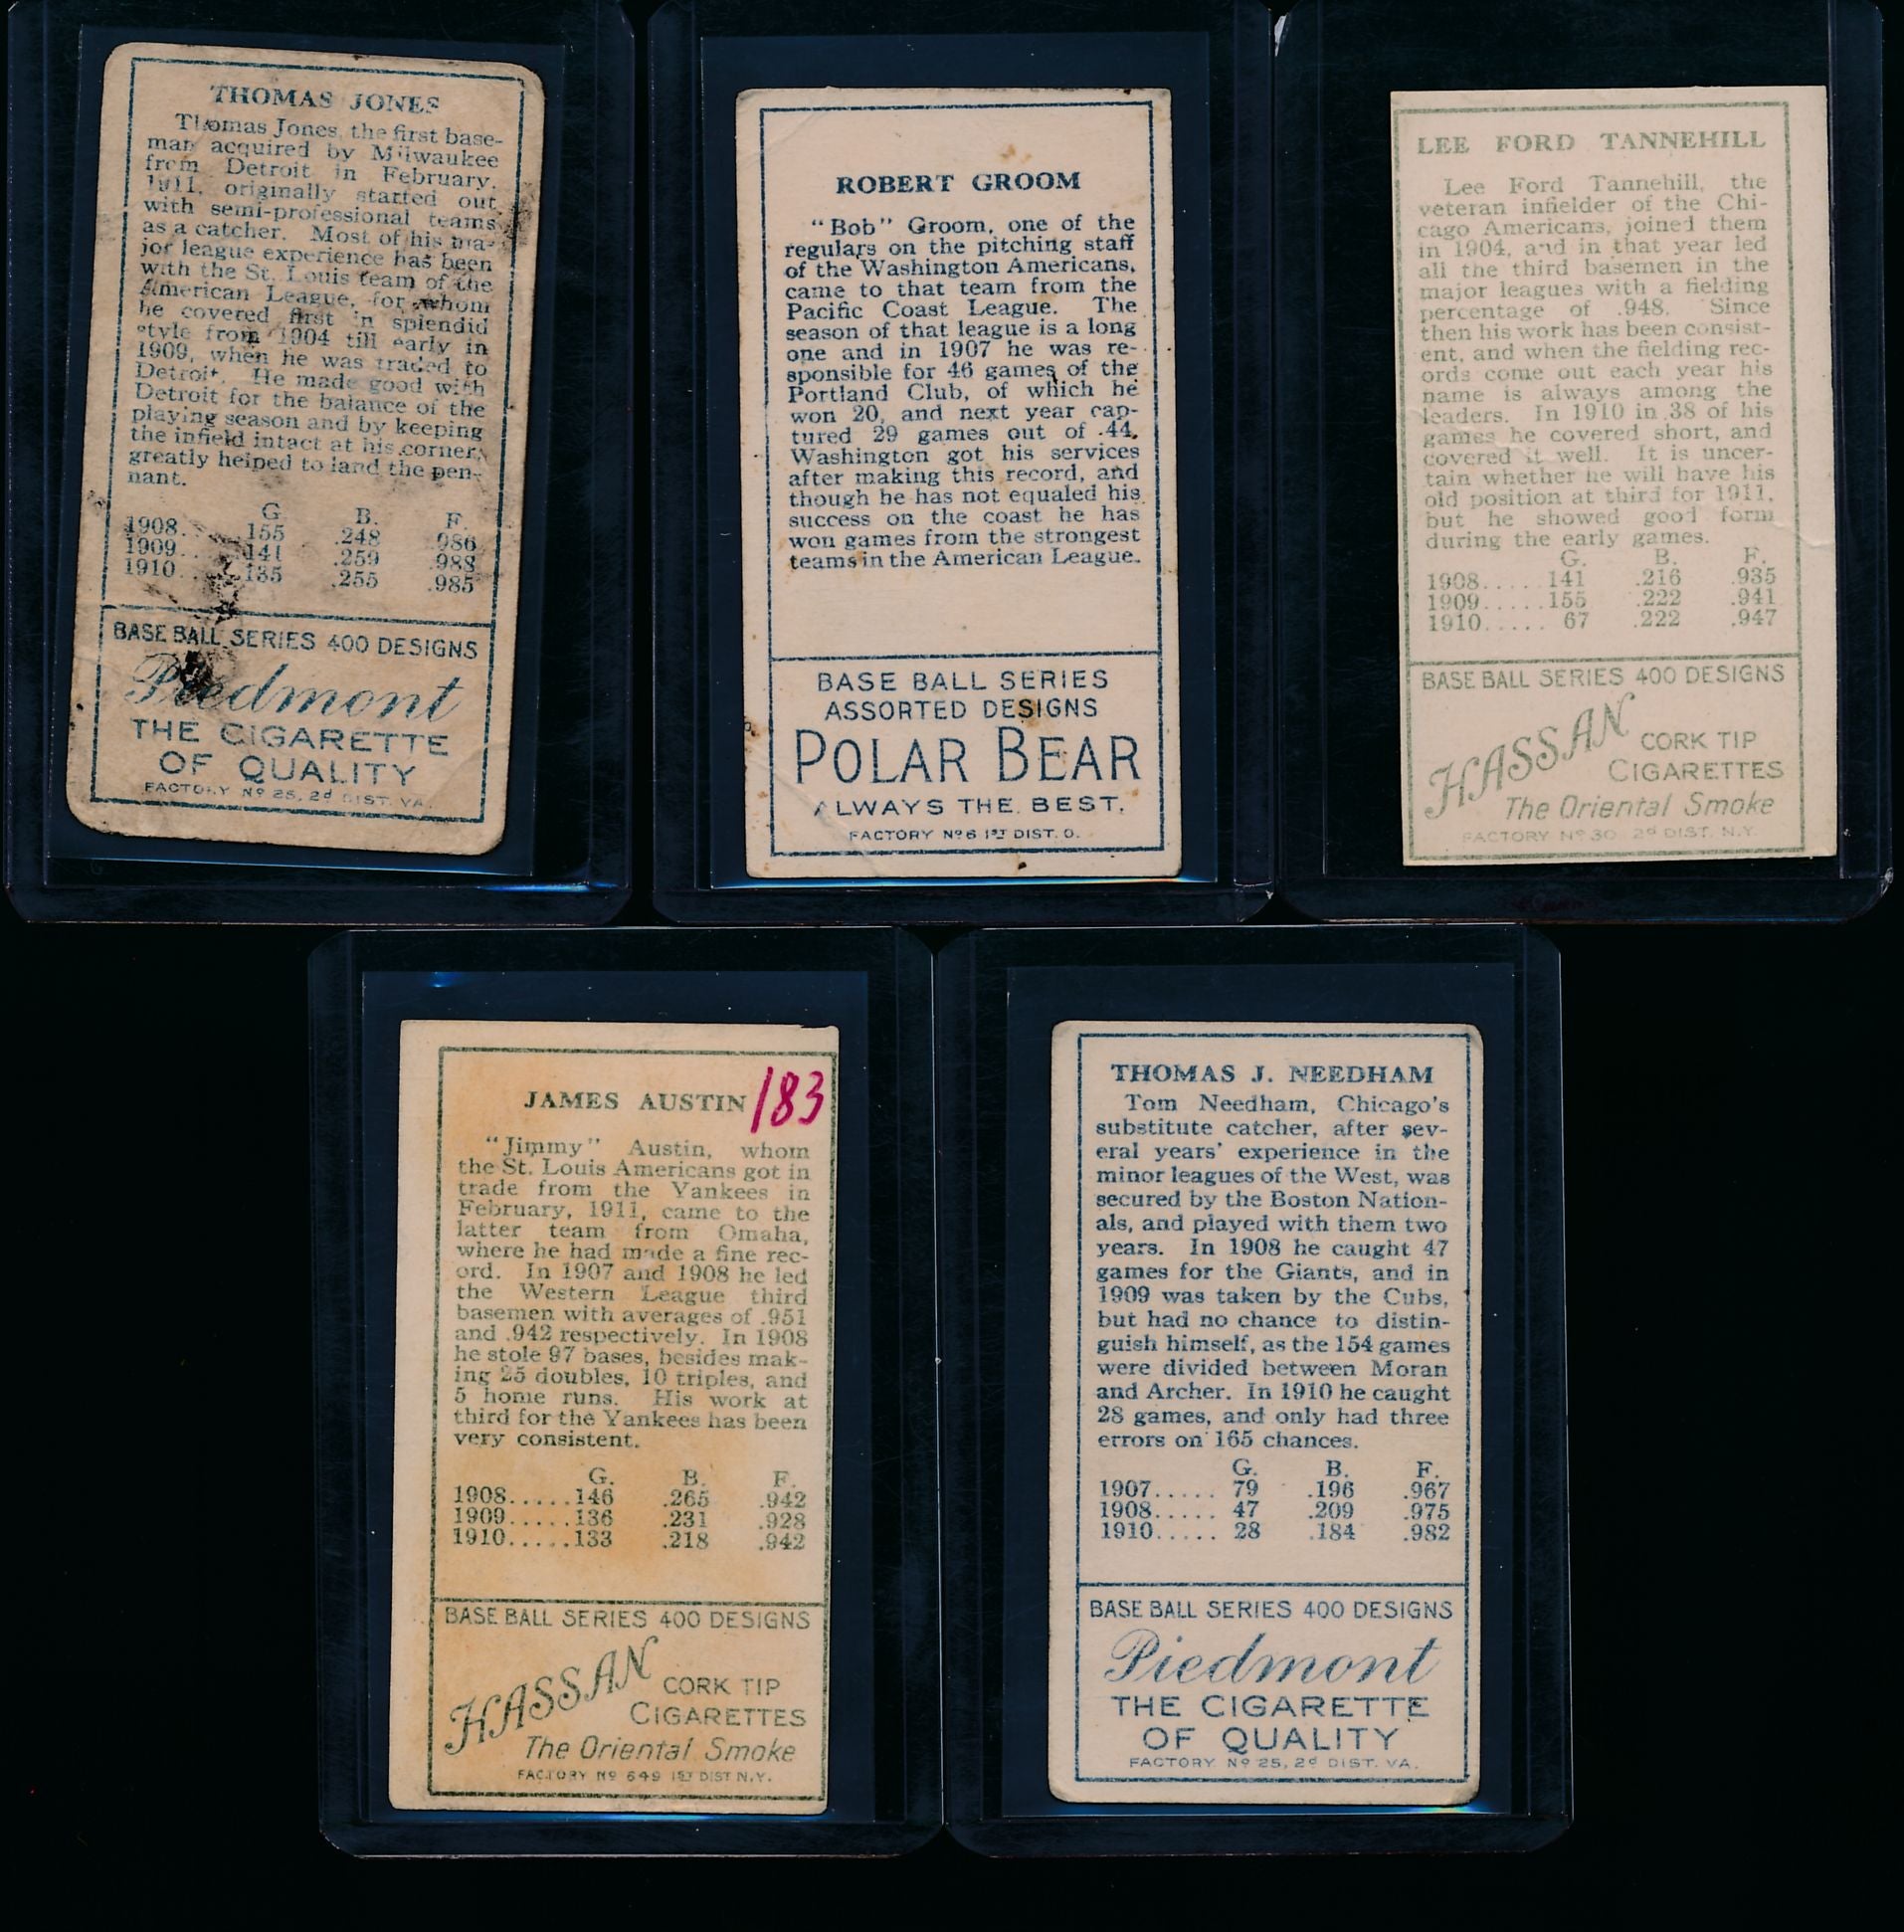 THOMAS JONES
Thomas Jones, the first base-
man acquired by Milwaukee
from Detroit in February,
1911, originally started out
with semi-professional teams
as a catcher. Most of his ma-
jor league experience has been
with the St. Louis team of the
American League, for whom
he covered first in splendid
style from 1904 till early in
1909, when he was traded to
Detroit. He made good with
Detroit for the balance of the
playing season and by keeping
the infield intact at his corner,
greatly helped to land the pen-
nant.
G. B. F.
1908.....155 .248 .986
1909.....141 .259 .988
1910.....135 .255 .985
BASE BALL SERIES 400 DESIGNS
Piedmont
THE CIGARETTE
OF QUALITY
FACTORY Nº 25, 2d DIST. VA.
ROBERT GROOM
"Bob" Groom, one of the
regulars on the pitching staff
of the Washington Americans,
came to that team from the
Pacific Coast League. The
season of that league is a long
one and in 1907 he was re-
sponsible for 46 games of the
Portland Club, of which he
won 20, and next year cap-
tured 29 games out of 44.
Washington got his services
after making this record, and
though he has not equaled his
success on the coast he has
won games from the strongest
teams in the American League.
BASE BALL SERIES
ASSORTED DESIGNS
POLAR BEAR
ALWAYS THE BEST.
FACTORY Nº 6 1ST DIST. O.
LEE FORD TANNEHILL
Lee Ford Tannehill, the
veteran infielder of the Chi-
cago Americans, joined them
in 1904, and in that year led
all the third basemen in the
major leagues with a fielding
percentage of .948. Since
then his work has been consist-
ent, and when the fielding rec-
ords come out each year his
name is always among the
leaders. In 1910 in 38 of his
games he covered short, and
covered it well. It is uncer-
tain whether he will have his
old position at third for 1911,
but he showed good form
during the early games.
G. B. F.
1908.....141 .216 .935
1909.....155 .222 .941
1910..... 67 .222 .947
BASE BALL SERIES 400 DESIGNS
HASSAN CORK TIP
CIGARETTES
The Oriental Smoke
FACTORY Nº 30 2d DIST. N.Y.
JAMES AUSTIN 183
"Jimmy" Austin, whom
the St. Louis Americans got in
trade from the Yankees in
February, 1911, came to the
latter team from Omaha,
where he had made a fine rec-
ord. In 1907 and 1908 he led
the Western League third
basemen with averages of .951
and .942 respectively. In 1908
he stole 97 bases, besides mak-
ing 25 doubles, 10 triples, and
5 home runs. His work at
third for the Yankees has been
very consistent.
G. B. F.
1908.....146 .265 .942
1909.....136 .231 .928
1910.....133 .218 .942
BASE BALL SERIES 400 DESIGNS
HASSAN CORK TIP
CIGARETTES
The Oriental Smoke
FACTORY Nº 649 1ST DIST N.Y.
THOMAS J. NEEDHAM
Tom Needham, Chicago's
substitute catcher, after sev-
eral years' experience in the
minor leagues of the West, was
secured by the Boston Nation-
als, and played with them two
years. In 1908 he caught 47
games for the Giants, and in
1909 was taken by the Cubs,
but had no chance to distin-
guish himself, as the 154 games
were divided between Moran
and Archer. In 1910 he caught
28 games, and only had three
errors on 165 chances.
G. B. F.
1907..... 79 .196 .967
1908..... 47 .209 .975
1910..... 28 .184 .982
BASE BALL SERIES 400 DESIGNS
Piedmont
THE CIGARETTE
OF QUALITY
FACTORY Nº 25, 2d DIST. VA.